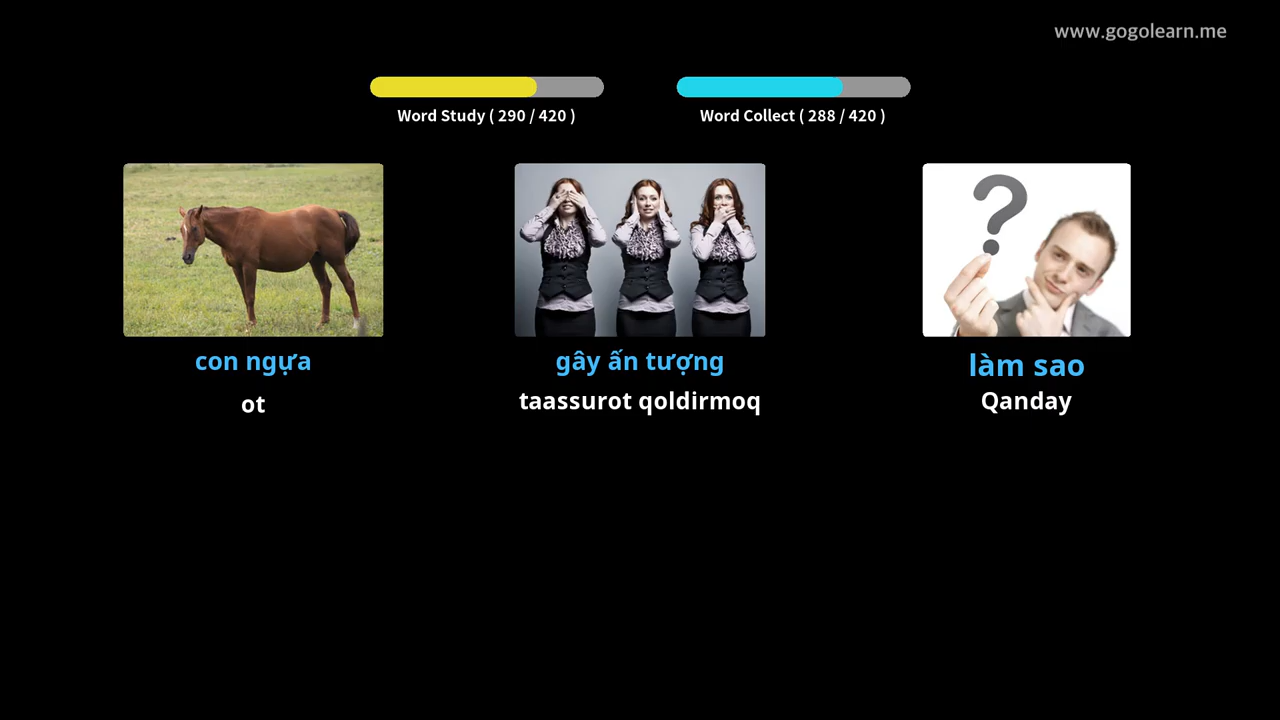 www.gogolearn.me
Word Study ( 290 / 420 )
Word Collect ( 288 / 420 )
con ngựa
ot
gây ấn tượng
taassurot qoldirmoq
làm sao
Qanday